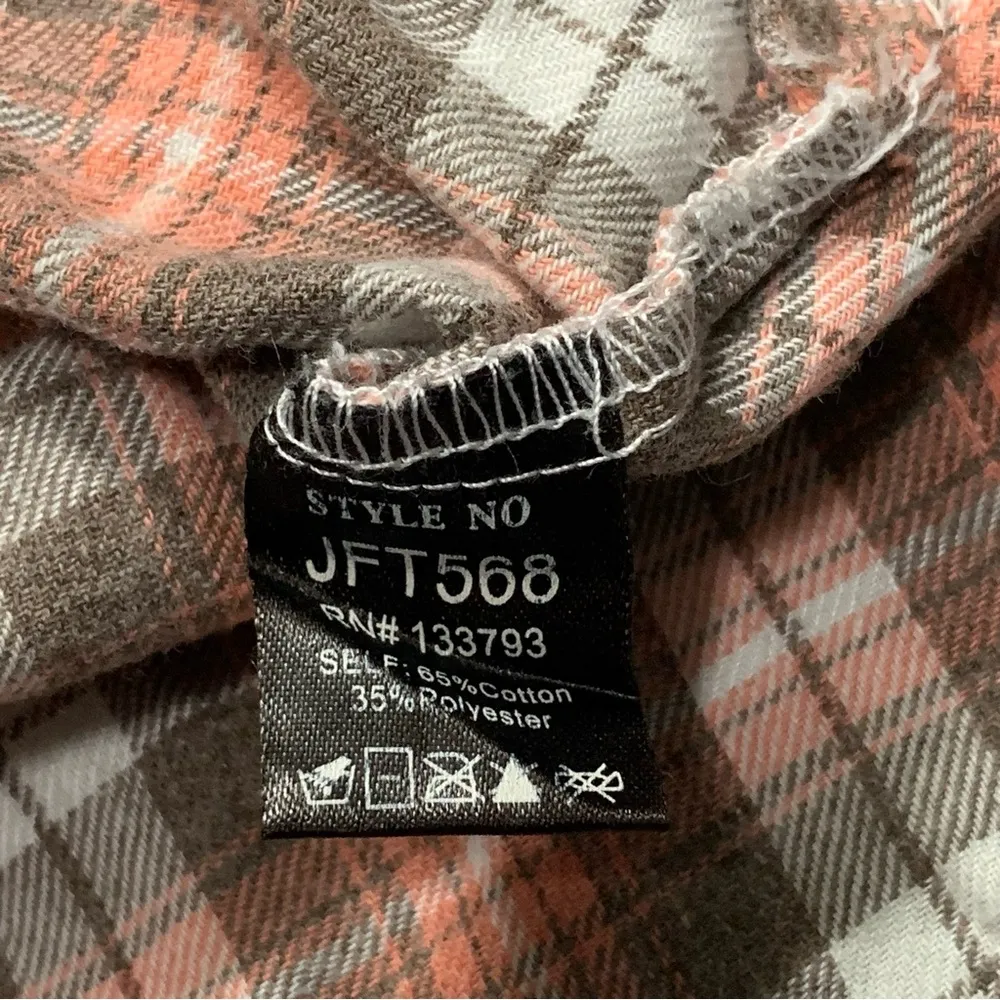 STYLE NO
JFT568
RN# 133793
SELF: 65%Cotton
35%Polyester